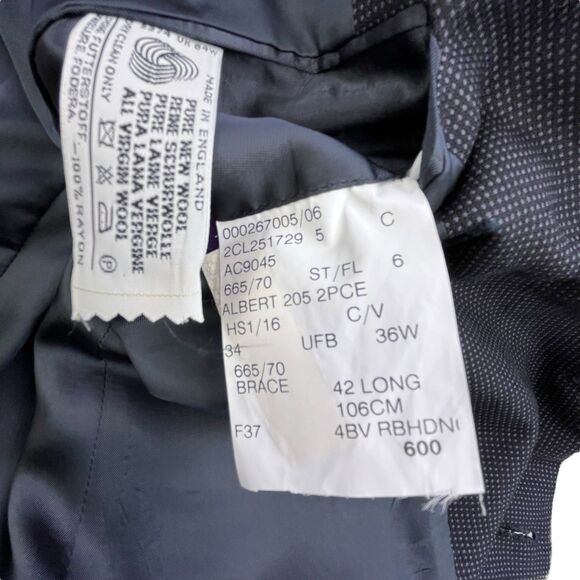 MADE IN ENGLAND
PURE NEW WOOL
REINE SCHURWOLLE
PURE LAINE VIERGE
PURA LANA VERGINE
ALL VIRGIN WOOL
FUTTERSTOFF
FODERA. —100% RAYON
CLEAN ONLY
P
000267005/06
2CL251729 5 C
AC9045
665/70 ST/FL 6
ALBERT 205 2PCE
HS1/16 C/V
34 UFB 36W
665/70
BRACE 42 LONG
106CM
F37 4BV RBHDN
600